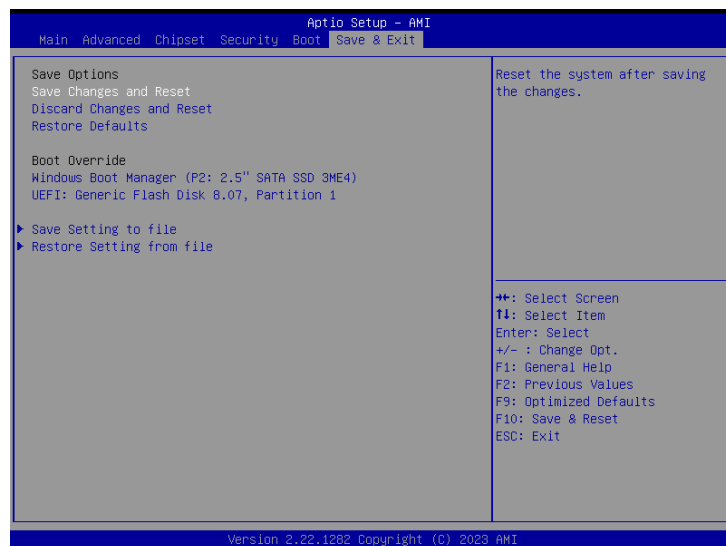 Aptio Setup – AMI
Main Advanced Chipset Security Boot Save & Exit
Save Options
Save Changes and Reset
Discard Changes and Reset
Restore Defaults
Boot Override
Windows Boot Manager (P2: 2.5" SATA SSD 3ME4)
UEFI: Generic Flash Disk 8.07, Partition 1
Save Setting to file
Restore Setting from file
Reset the system after saving
the changes.
→←: Select Screen
↑↓: Select Item
Enter: Select
+/- : Change Opt.
F1: General Help
F2: Previous Values
F9: Optimized Defaults
F10: Save & Reset
ESC: Exit
Version 2.22.1282 Copyright (C) 2023 AMI